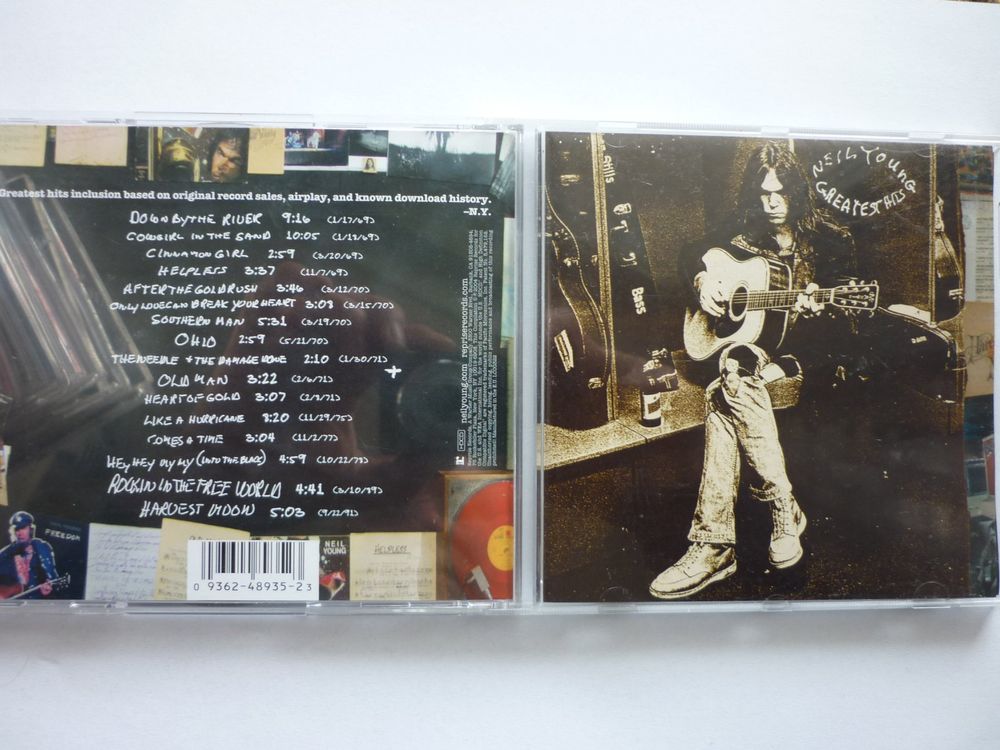 Greatest hits inclusion based on original record sales, airplay, and known download history.
–N.Y.
DOWN BY THE RIVER 9:16 (1/17/69)
COWGIRL IN THE SAND 10:05 (1/18/69)
CINNAMON GIRL 2:59 (3/20/69)
HELPLESS 3:37 (11/7/69)
AFTER THE GOLDRUSH 3:46 (3/12/70)
ONLY LOVE CAN BREAK YOUR HEART 3:08 (3/15/70)
SOUTHERN MAN 5:31 (3/19/70)
OHIO 2:59 (5/21/70)
THE NEEDLE + THE DAMAGE DONE 2:10 (1/30/71)
OLD MAN 3:22 (2/6/71)
HEART OF GOLD 3:07 (2/8/71)
LIKE A HURRICANE 8:20 (11/29/75)
COMES A TIME 3:04 (11/2/77)
HEY HEY MY MY (INTO THE BLACK) 4:59 (10/22/78)
ROCKIN IN THE FREE WORLD 4:41 (3/10/89)
HARVEST MOON 5:03 (9/22/91)
neilyoung.com repriserecords.com
FREEDOM
NEIL
YOUNG
HELPLESS
0 9362-48935-2 3
NEIL YOUNG
GREATEST HITS
Bass